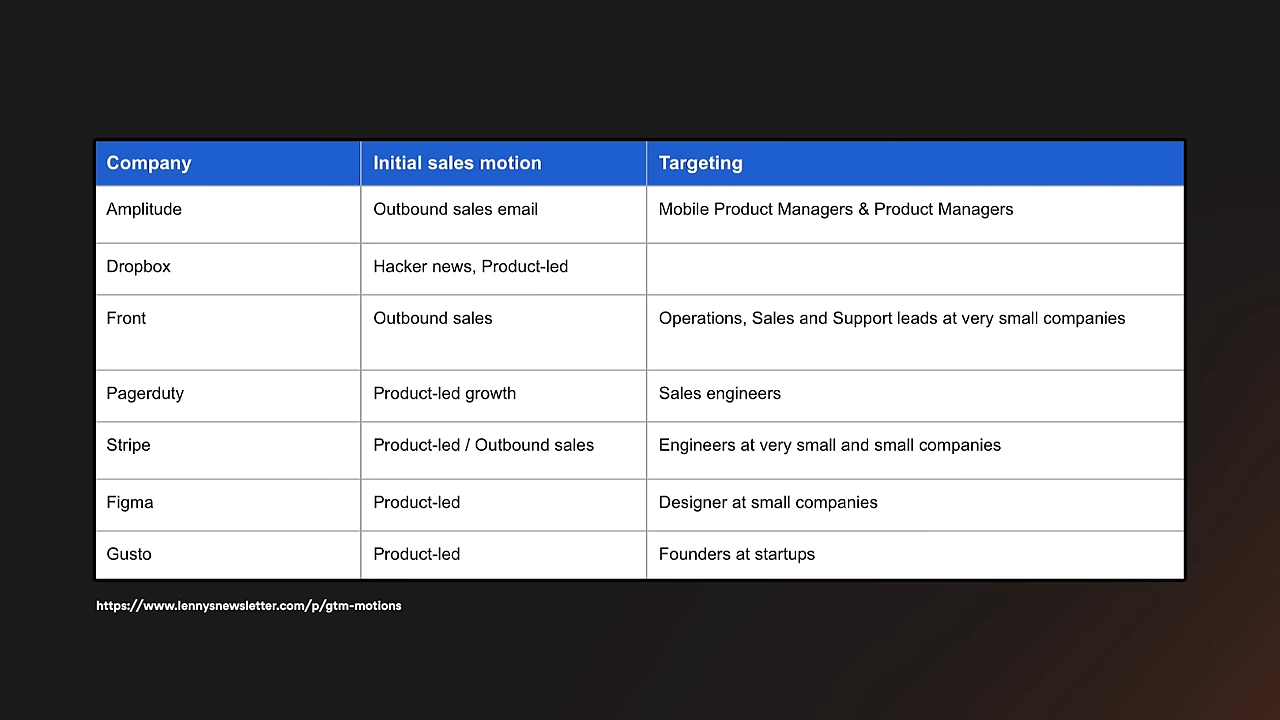 Company Initial sales motion Targeting
Amplitude Outbound sales email Mobile Product Managers & Product Managers
Dropbox Hacker news, Product-led
Front Outbound sales Operations, Sales and Support leads at very small companies
Pagerduty Product-led growth Sales engineers
Stripe Product-led / Outbound sales Engineers at very small and small companies
Figma Product-led Designer at small companies
Gusto Product-led Founders at startups
https://www.lennysnewsletter.com/p/gtm-motions